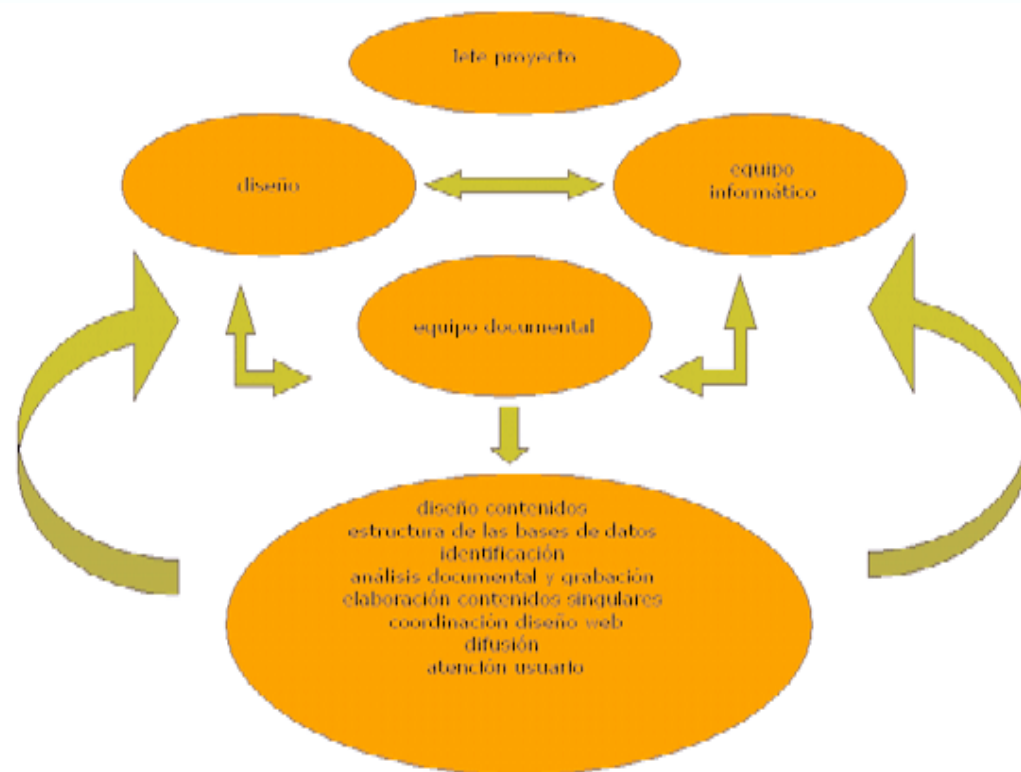 jefe proyecto
diseño
equipo
informático
equipo documental
diseño contenidos
estructura de las bases de datos
identificación
análisis documental y grabación
elaboración contenidos singulares
coordinación diseño web
difusión
atención usuario